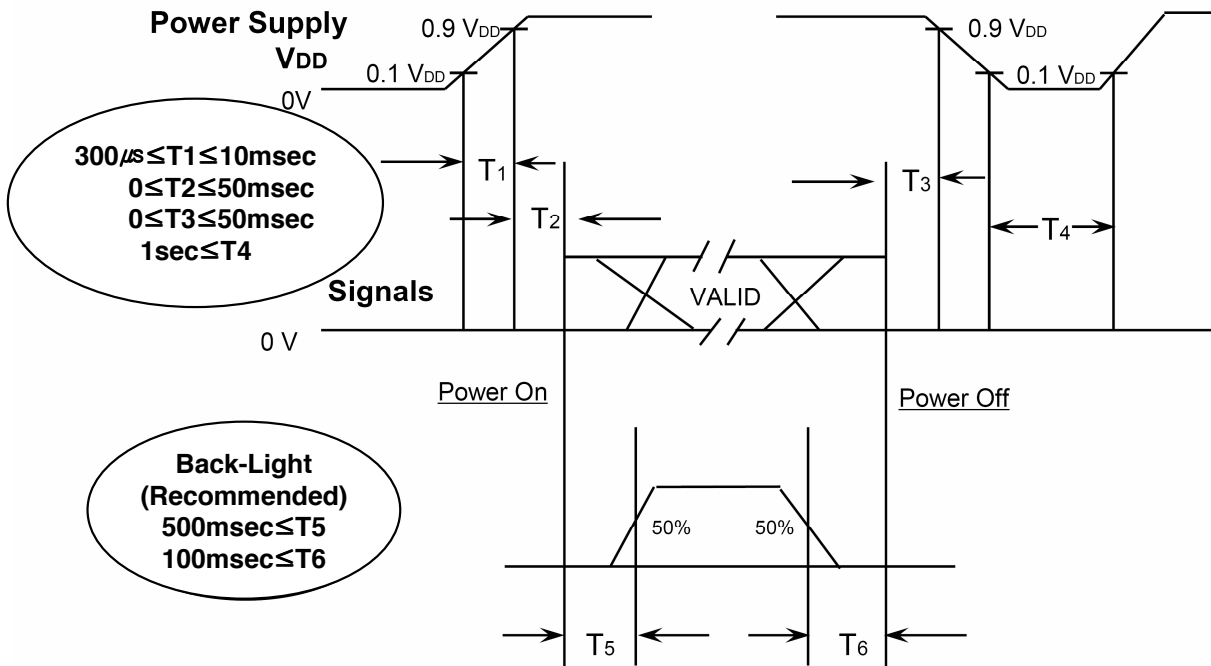 Power Supply
VDD
0.9 VDD
0.1 VDD
0V
0.9 VDD
0.1 VDD
300㎲≤T1≤10msec
0≤T2≤50msec
0≤T3≤50msec
1sec≤T4
T1
T2
T3
T4
Signals
VALID
0 V
Power On
Power Off
Back-Light
(Recommended)
500msec≤T5
100msec≤T6
50%
50%
T5
T6